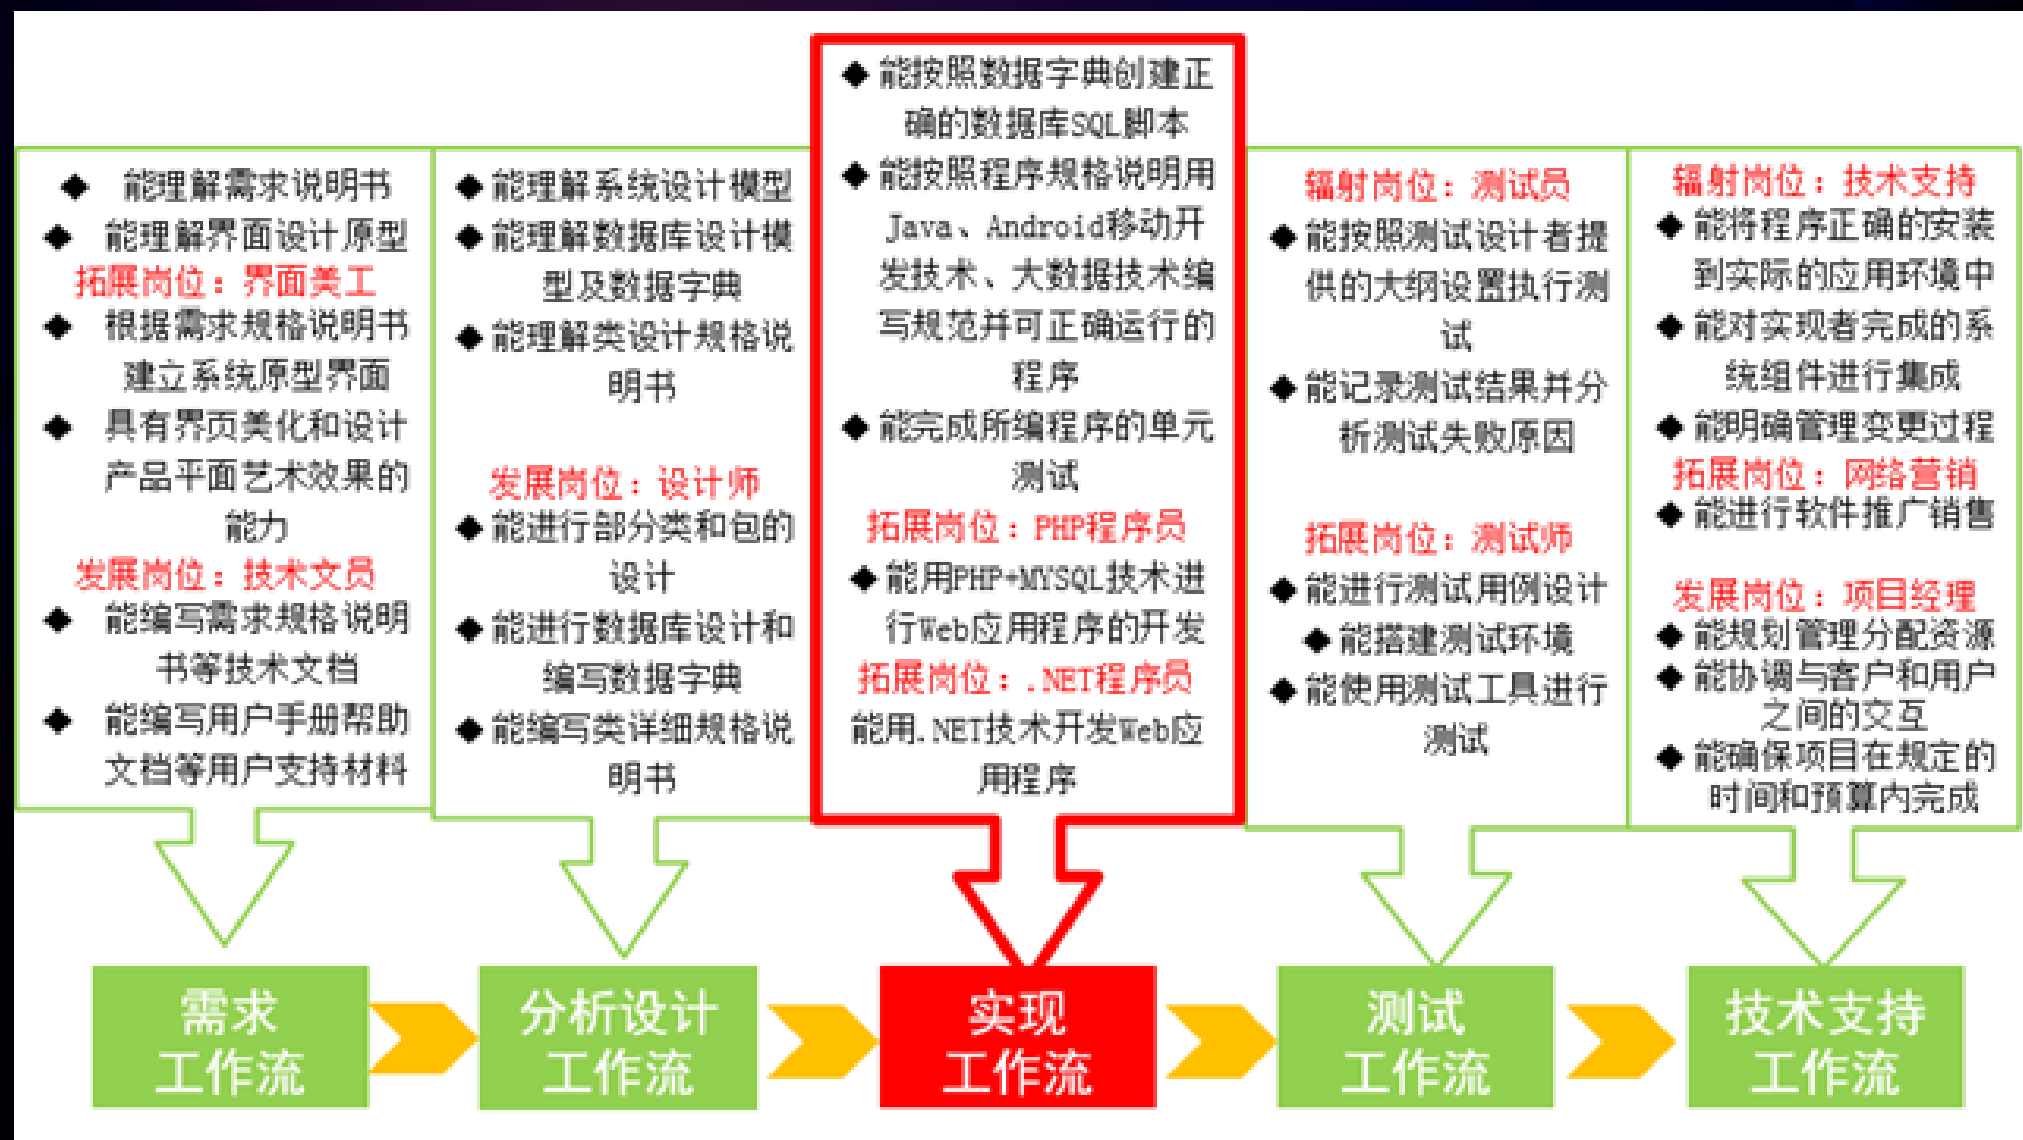 ◆ 能理解需求说明书
◆ 能理解界面设计原型
拓展岗位：界面美工
◆ 根据需求规格说明书
建立系统原型界面
◆ 具有界页美化和设计
产品平面艺术效果的
能力
发展岗位：技术文员
◆ 能编写需求规格说明
书等技术文档
◆ 能编写用户手册帮助
文档等用户支持材料
◆ 能理解系统设计模型
◆ 能理解数据库设计模
型及数据字典
◆ 能理解类设计规格说
明书
发展岗位：设计师
◆ 能进行部分类和包的
设计
◆ 能进行数据库设计和
编写数据字典
◆ 能编写类详细规格说
明书
◆ 能按照数据字典创建正
确的数据库SQL脚本
◆ 能按照程序规格说明用
Java、Android移动开
发技术、大数据技术编
写规范并可正确运行的
程序
◆ 能完成所编程序的单元
测试
拓展岗位：PHP程序员
◆ 能用PHP+MYSQL技术进
行Web应用程序的开发
拓展岗位：.NET程序员
能用.NET技术开发Web应
用程序
辐射岗位：测试员
◆ 能按照测试设计者提
供的大纲设置执行测
试
◆ 能记录测试结果并分
析测试失败原因
拓展岗位：测试师
◆ 能进行测试用例设计
◆ 能搭建测试环境
◆ 能使用测试工具进行
测试
辐射岗位：技术支持
◆ 能将程序正确的安装
到实际的应用环境中
◆ 能对实现者完成的系
统组件进行集成
◆ 能明确管理变更过程
拓展岗位：网络营销
◆ 能进行软件推广销售
发展岗位：项目经理
◆ 能规划管理分配资源
◆ 能协调与客户和用户
之间的交互
◆ 能确保项目在规定的
时间和预算内完成
需求
工作流
分析设计
工作流
实现
工作流
测试
工作流
技术支持
工作流